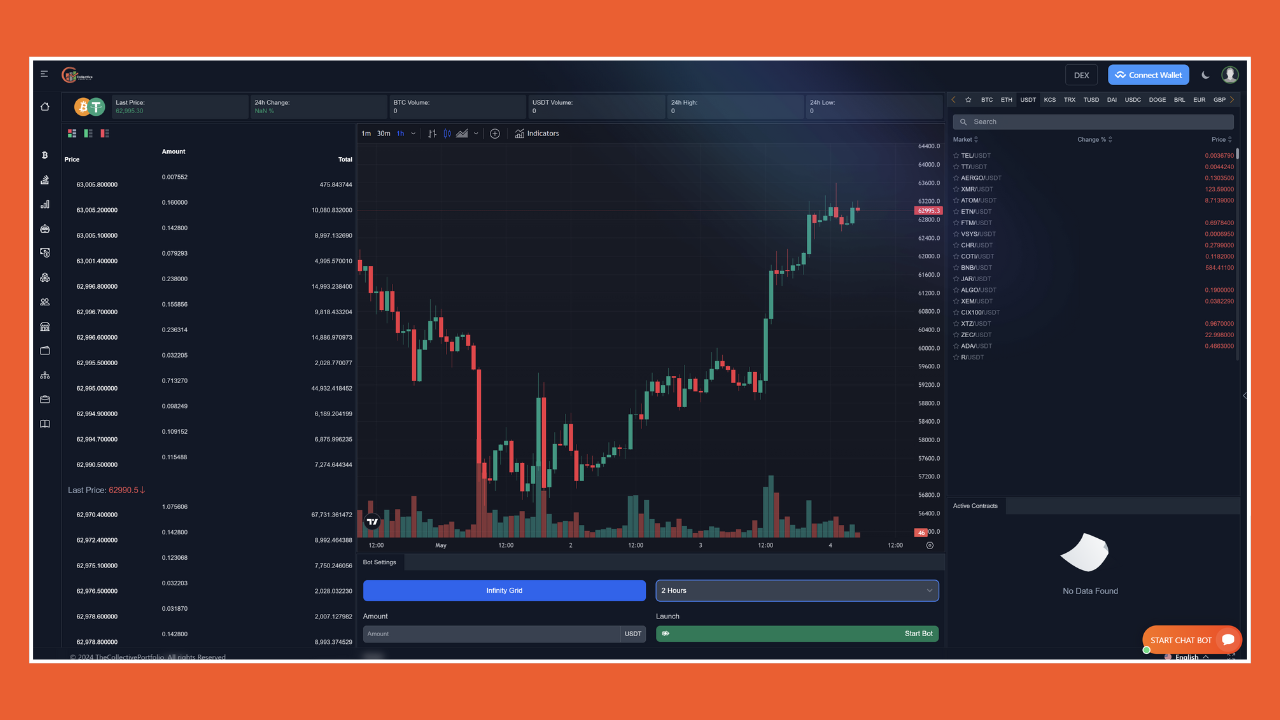 DEX
Connect Wallet
Last Price:
62,995.30
24h Change:
NaN %
BTC Volume:
0
USDT Volume:
0
24h High:
0
24h Low:
0
BTC ETH USDT KCS TRX TUSD DAI USDC DOGE BRL EUR GBP
Search
Market Change % Price
TEL/USDT 0.0038780
TT/USDT 0.0044240
AERGO/USDT 0.1303500
XMR/USDT 123.59000
ATOM/USDT 8.7139000
ETN/USDT
FTM/USDT 0.6978400
VSYS/USDT 0.0006950
CHR/USDT 0.2799000
COTI/USDT 0.1182000
BNB/USDT 584.41100
JAR/USDT
ALGO/USDT 0.1900000
XEM/USDT 0.0382290
CIX100/USDT
XTZ/USDT 0.9670000
ZEC/USDT 22.996000
ADA/USDT 0.4663000
R/USDT
Price Amount Total
63,005.800000 0.007552 475.843744
63,005.200000 0.160000 10,080.832000
63,005.100000 0.142800 8,997.132690
63,001.400000 0.079293 4,995.570010
62,996.800000 0.238000 14,993.238400
62,996.700000 0.155856 9,818.433204
62,996.600000 0.236314 14,886.970973
62,995.500000 0.032205 2,028.770077
62,995.000000 0.713270 44,932.418452
62,994.900000 0.098249 6,189.204199
62,994.700000 0.109152 6,875.996236
62,990.500000 0.115488 7,274.644344
Last Price: 62990.5↓
62,970.400000 1.075606 67,731.361472
62,972.400000 0.142800 8,992.464388
62,975.100000 0.123068 7,750.246056
62,976.500000 0.032203 2,028.032230
62,978.600000 0.031870 2,007.127982
62,978.800000 0.142800 8,993.374529
1m 30m 1h Indicators
64400.0
64000.0
63600.0
63200.0
62995.3
62800.0
62400.0
62000.0
61600.0
61200.0
60800.0
60400.0
60000.0
59600.0
59200.0
58800.0
58400.0
58000.0
57600.0
57200.0
56800.0
56400.0
46
12:00 May 12:00 2 12:00 3 12:00 4 12:00
Bot Settings
Infinity Grid
2 Hours
Amount
Amount USDT
Launch
Start Bot
Active Contracts
No Data Found
START CHAT BOT
English
© 2024 TheCollectivePortfolio. All rights Reserved